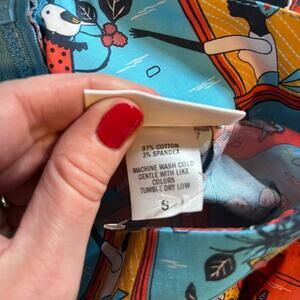 97% COTTON
3% SPANDEX
MACHINE WASH COLD
GENTLE WITH LIKE
COLORS
TUMBLE DRY LOW
S